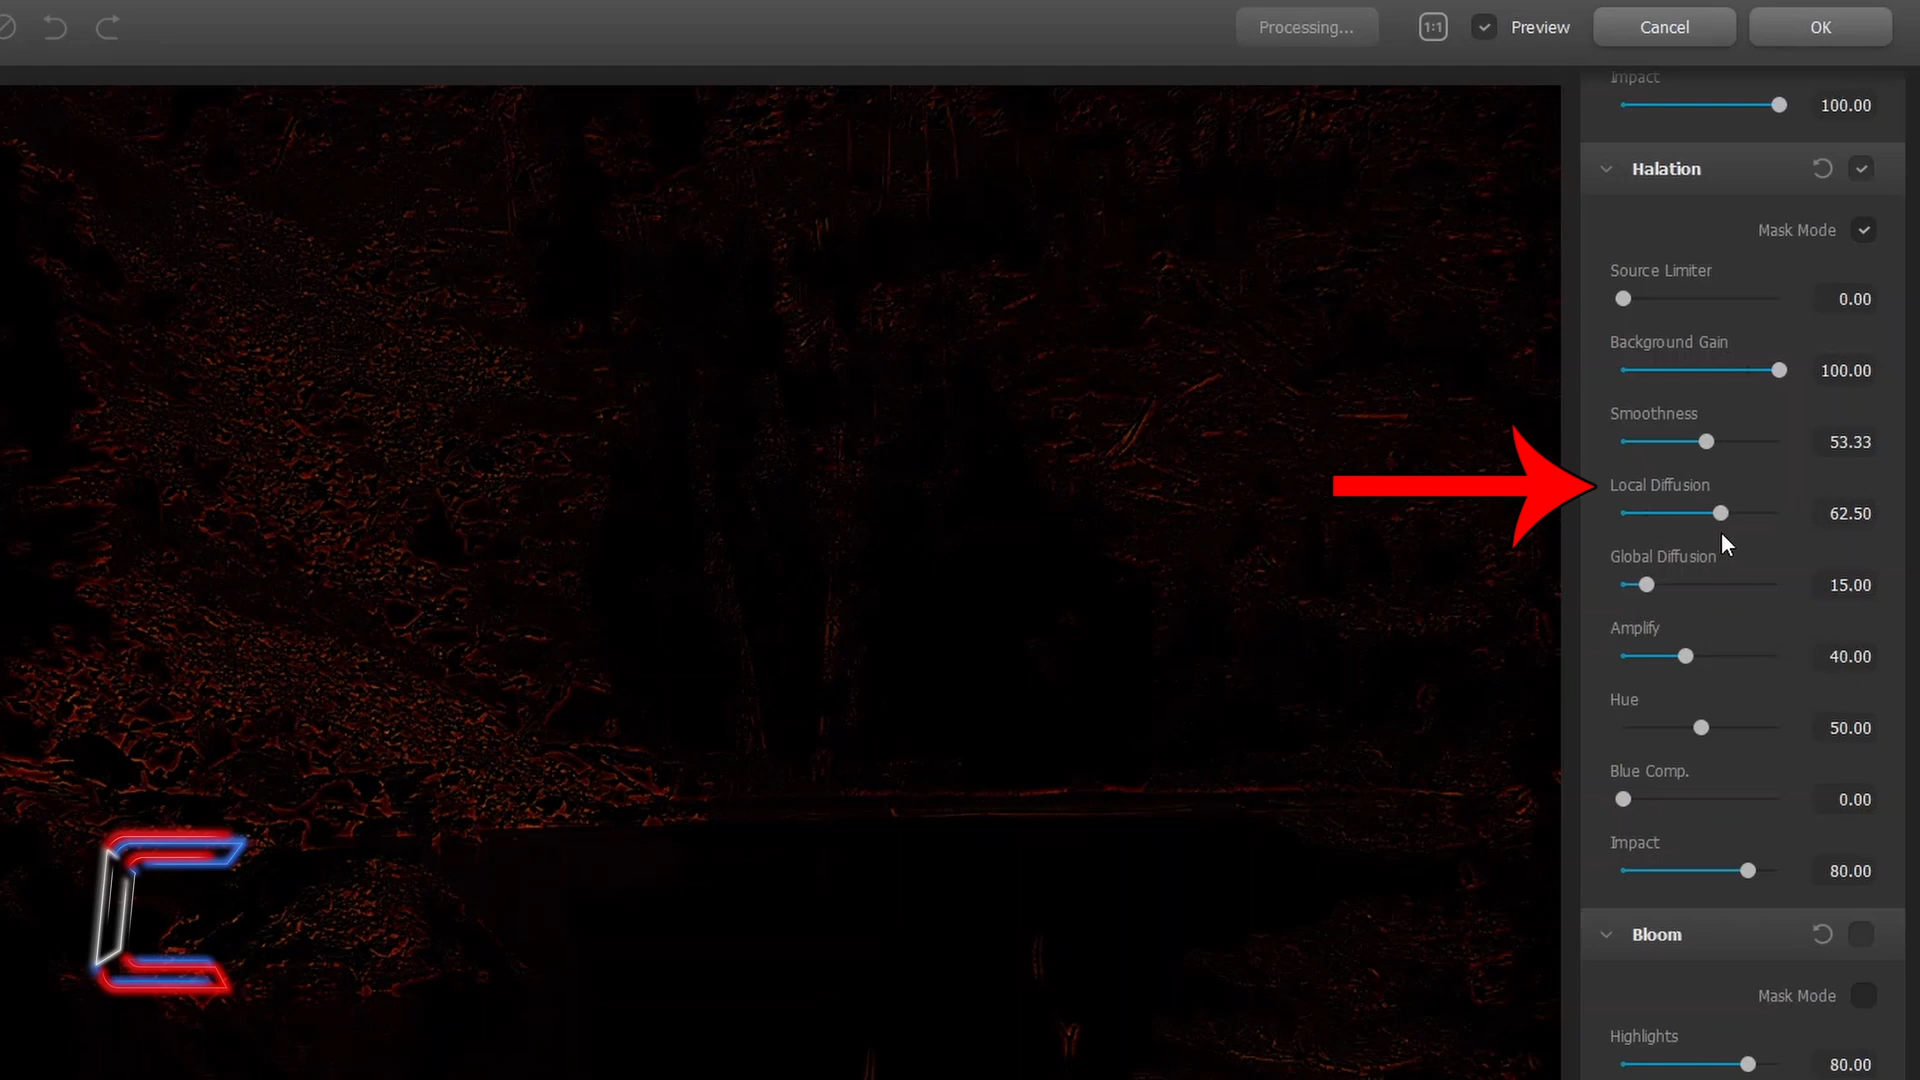 Processing...
1:1
Preview
Cancel
OK
Impact
100.00
Halation
Mask Mode
Source Limiter
0.00
Background Gain
100.00
Smoothness
53.33
Local Diffusion
62.50
Global Diffusion
15.00
Amplify
40.00
Hue
50.00
Blue Comp.
0.00
Impact
80.00
Bloom
Mask Mode
Highlights
80.00